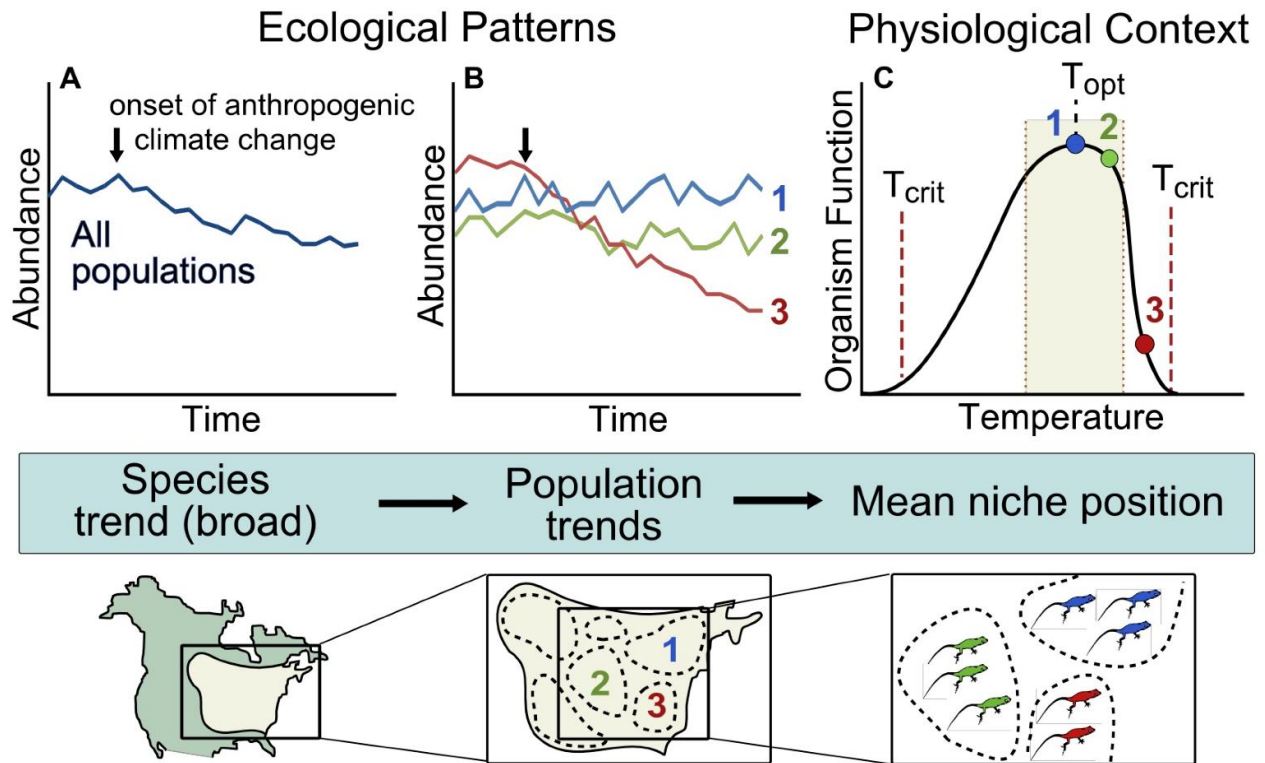 Ecological Patterns
Physiological Context
A
onset of anthropogenic
climate change
Abundance
All
populations
Time
B
Abundance
1
2
3
Time
C
Topt
1
2
Tcrit
Tcrit
3
Organism Function
Temperature
Species
trend (broad)
Population
trends
Mean niche position
1
2
3